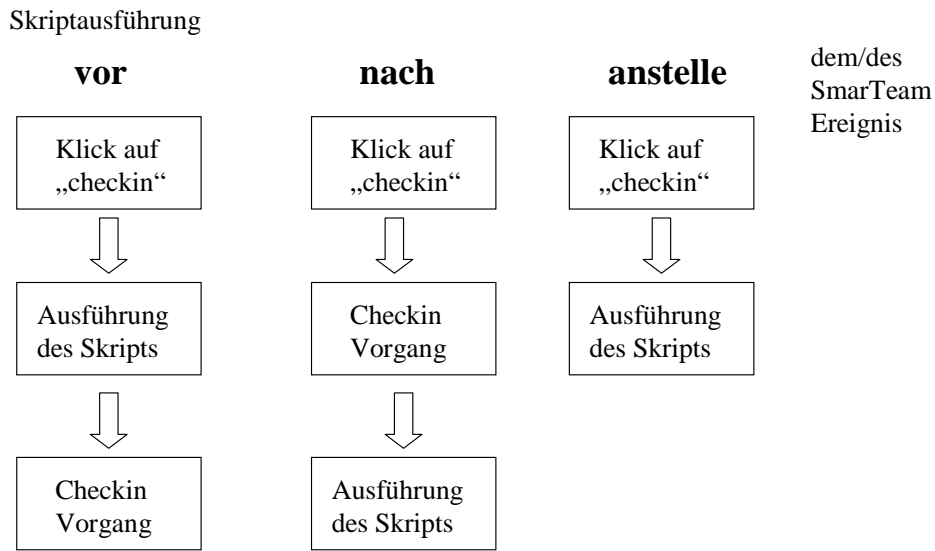 Skriptausführung
vor
nach
anstelle
dem/des
SmarTeam
Ereignis
Klick auf
„checkin“
Klick auf
„checkin“
Klick auf
„checkin“
Ausführung
des Skripts
Checkin
Vorgang
Ausführung
des Skripts
Checkin
Vorgang
Ausführung
des Skripts